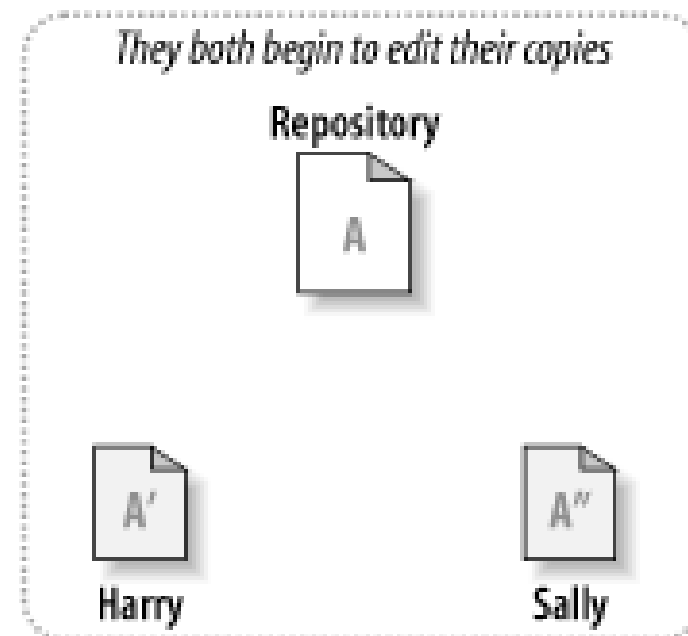 They both begin to edit their copies
Repository
A
A′
A″
Harry
Sally